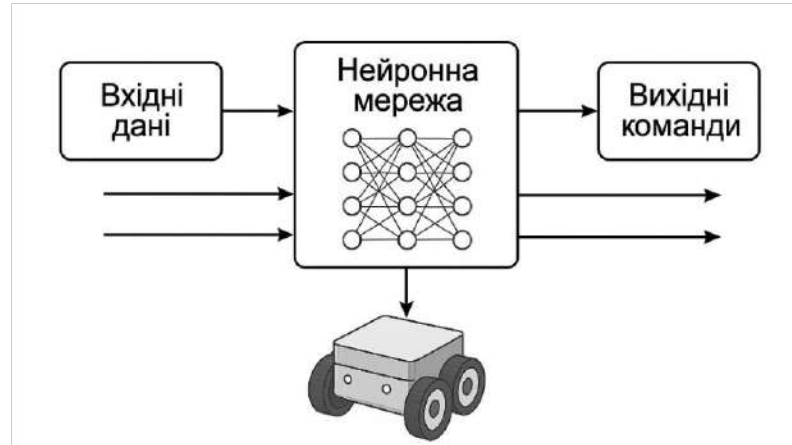 Вхідні
дані
Нейронна
мережа
Вихідні
команди